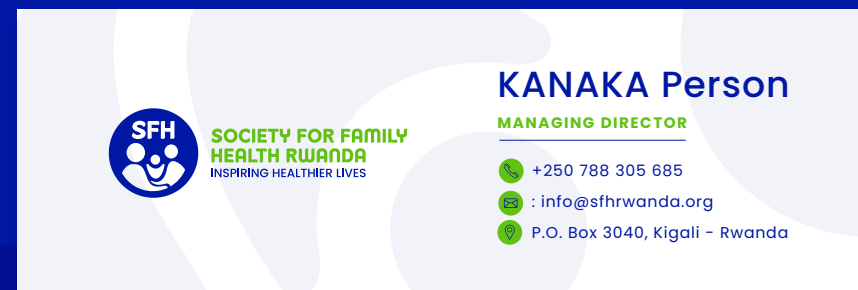 SFH
SOCIETY FOR FAMILY
HEALTH RWANDA
INSPIRING HEALTHIER LIVES
KANAKA Person
MANAGING DIRECTOR
+250 788 305 685
: info@sfhrwanda.org
P.O. Box 3040, Kigali - Rwanda